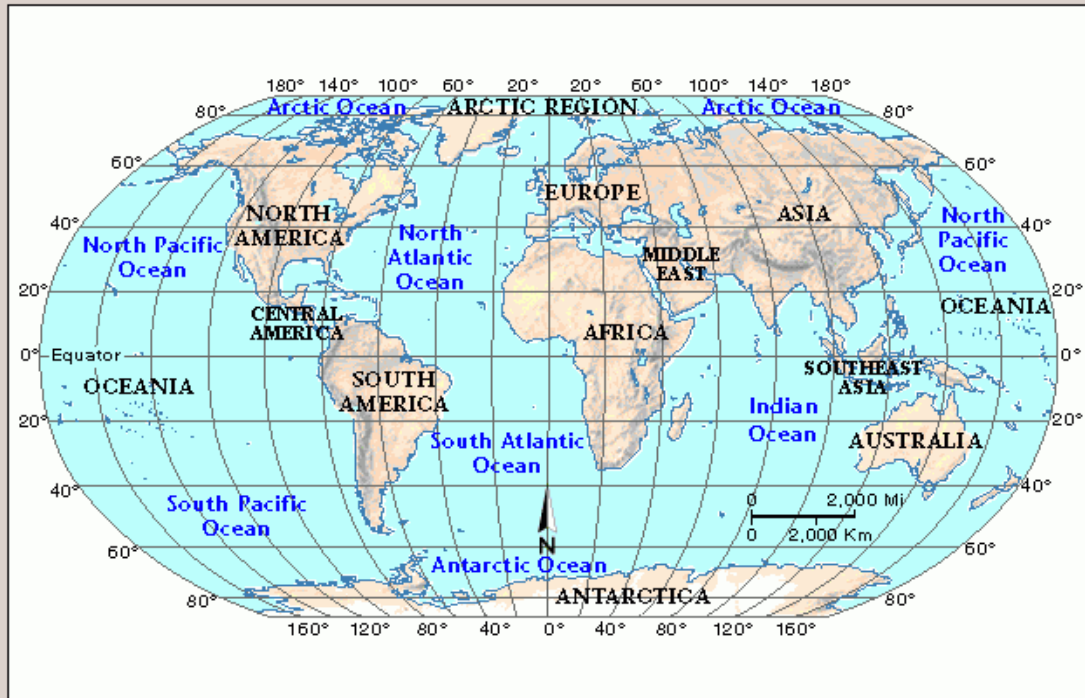 180° 140° 100° 60° 20° 0° 20° 60° 100° 140° 180°
80° Arctic Ocean ARCTIC REGION Arctic Ocean 80°
60° 60°
EUROPE
NORTH
AMERICA
ASIA
40° 40°
North Pacific
Ocean
North
Atlantic
Ocean
North
Pacific
Ocean
MIDDLE
EAST
20° 20°
OCEANIA
CENTRAL
AMERICA
AFRICA
0° Equator 0°
SOUTHEAST
ASIA
OCEANIA
SOUTH
AMERICA
Indian
Ocean
20° 20°
South Atlantic
Ocean
AUSTRALIA
40° 40°
South Pacific
Ocean
0 2,000 Mi
0 2,000 Km
N
60° 60°
Antarctic Ocean
ANTARCTICA
80° 80°
160° 120° 80° 40° 0° 40° 80° 120° 160°